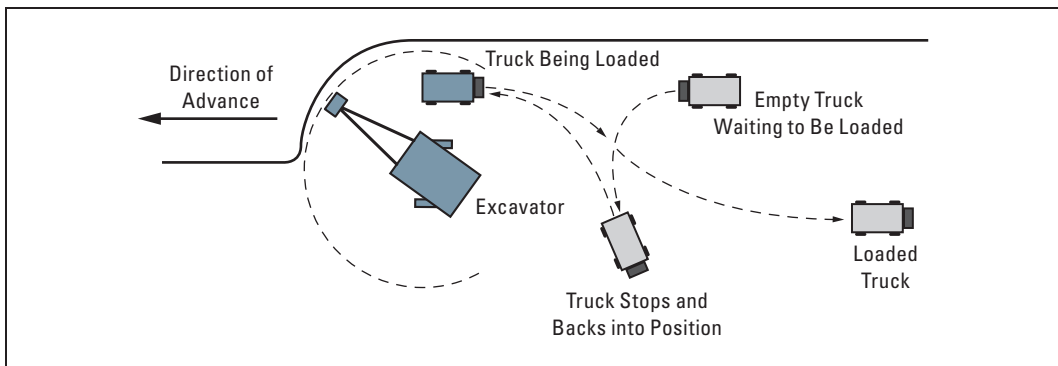 Direction of
Advance
Truck Being Loaded
Empty Truck
Waiting to Be Loaded
Excavator
Loaded
Truck
Truck Stops and
Backs into Position